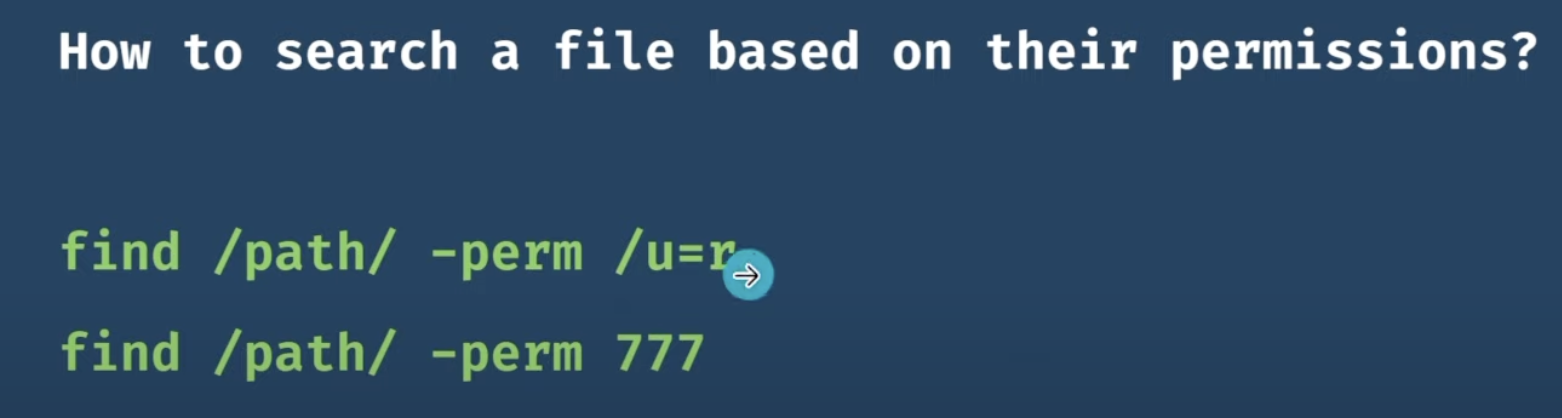 How to search a file based on their permissions?
find /path/ -perm /u=r
find /path/ -perm 777